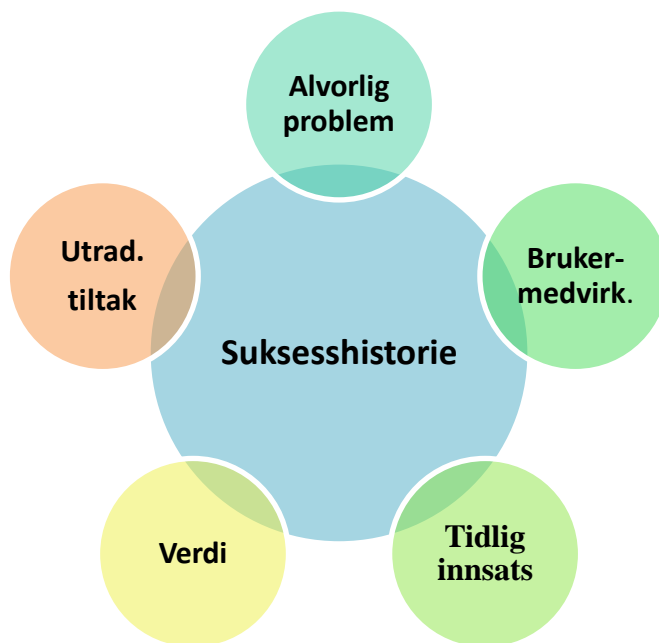 Alvorlig
problem
Bruker-
medvirk.
Utrad.
tiltak
Suksesshistorie
Verdi
Tidlig
innsats